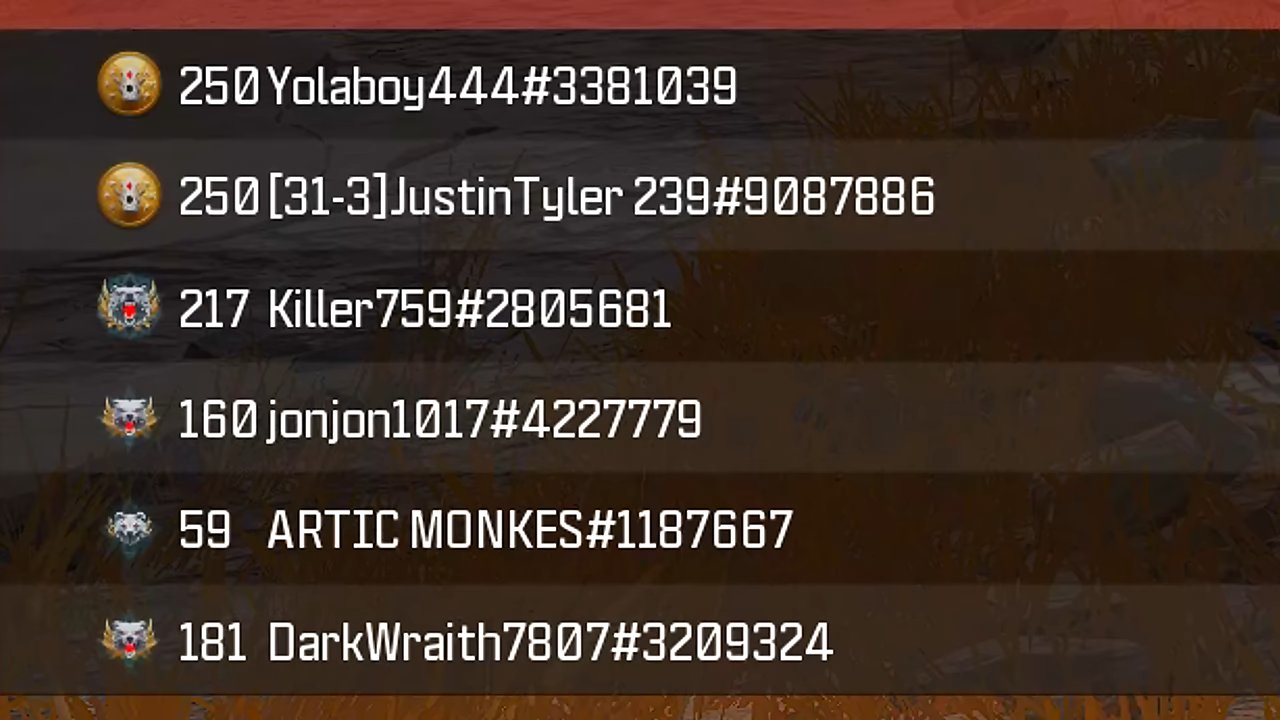 250 Yolaboy444#3381039
250 [31-3]JustinTyler 239#9087886
217 Killer759#2805681
160 jonjon1017#4227779
59 ARTIC MONKES#1187667
181 DarkWraith7807#3209324